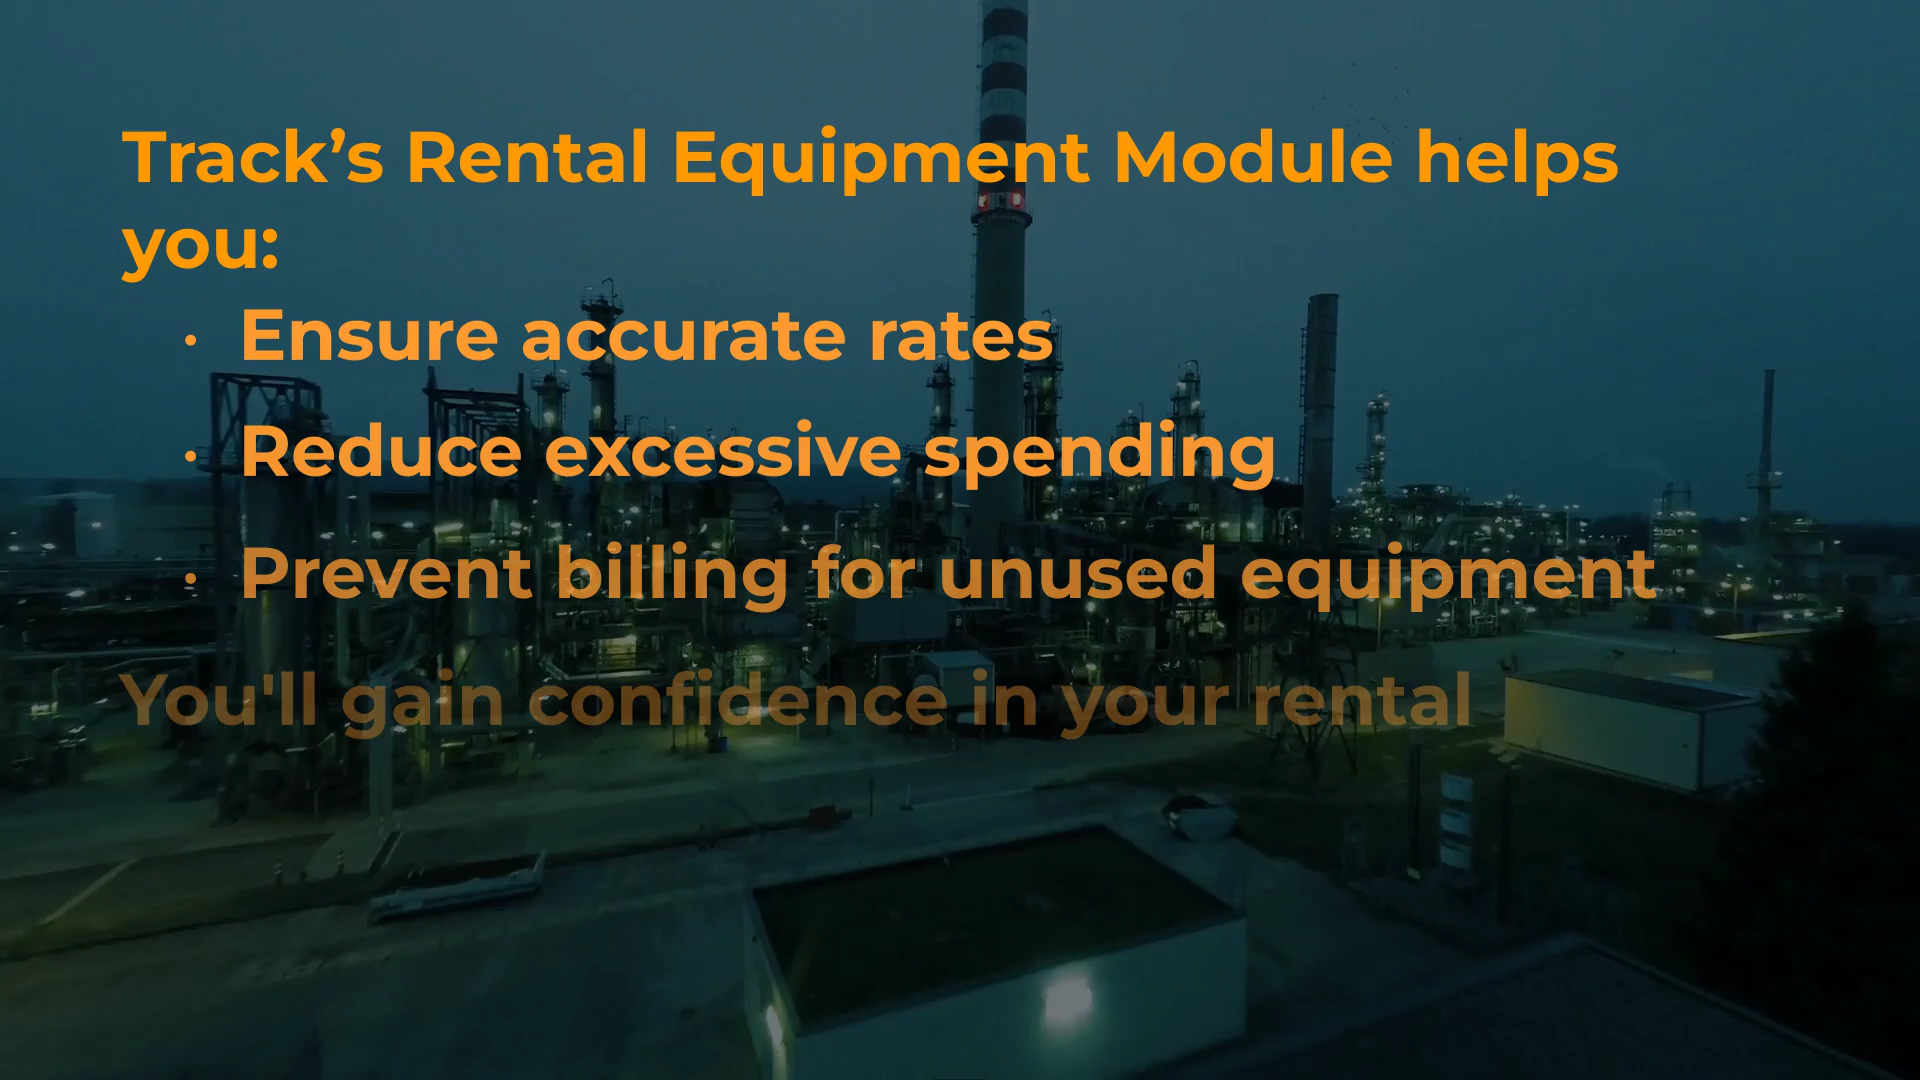 Track’s Rental Equipment Module helps
you:
• Ensure accurate rates
• Reduce excessive spending
• Prevent billing for unused equipment
You'll gain confidence in your rental